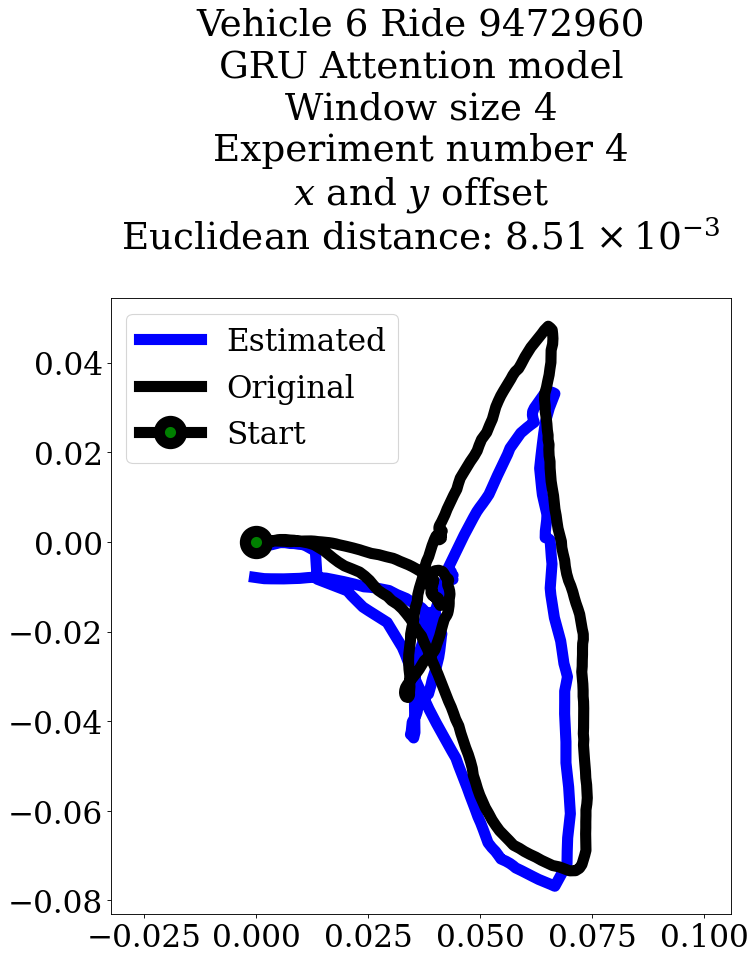 Vehicle 6 Ride 9472960
GRU Attention model
Window size 4
Experiment number 4
x and y offset
Euclidean distance: 8.51 × 10⁻³
Estimated
Original
Start
0.04
0.02
0.00
−0.02
−0.04
−0.06
−0.08
−0.025 0.000 0.025 0.050 0.075 0.100